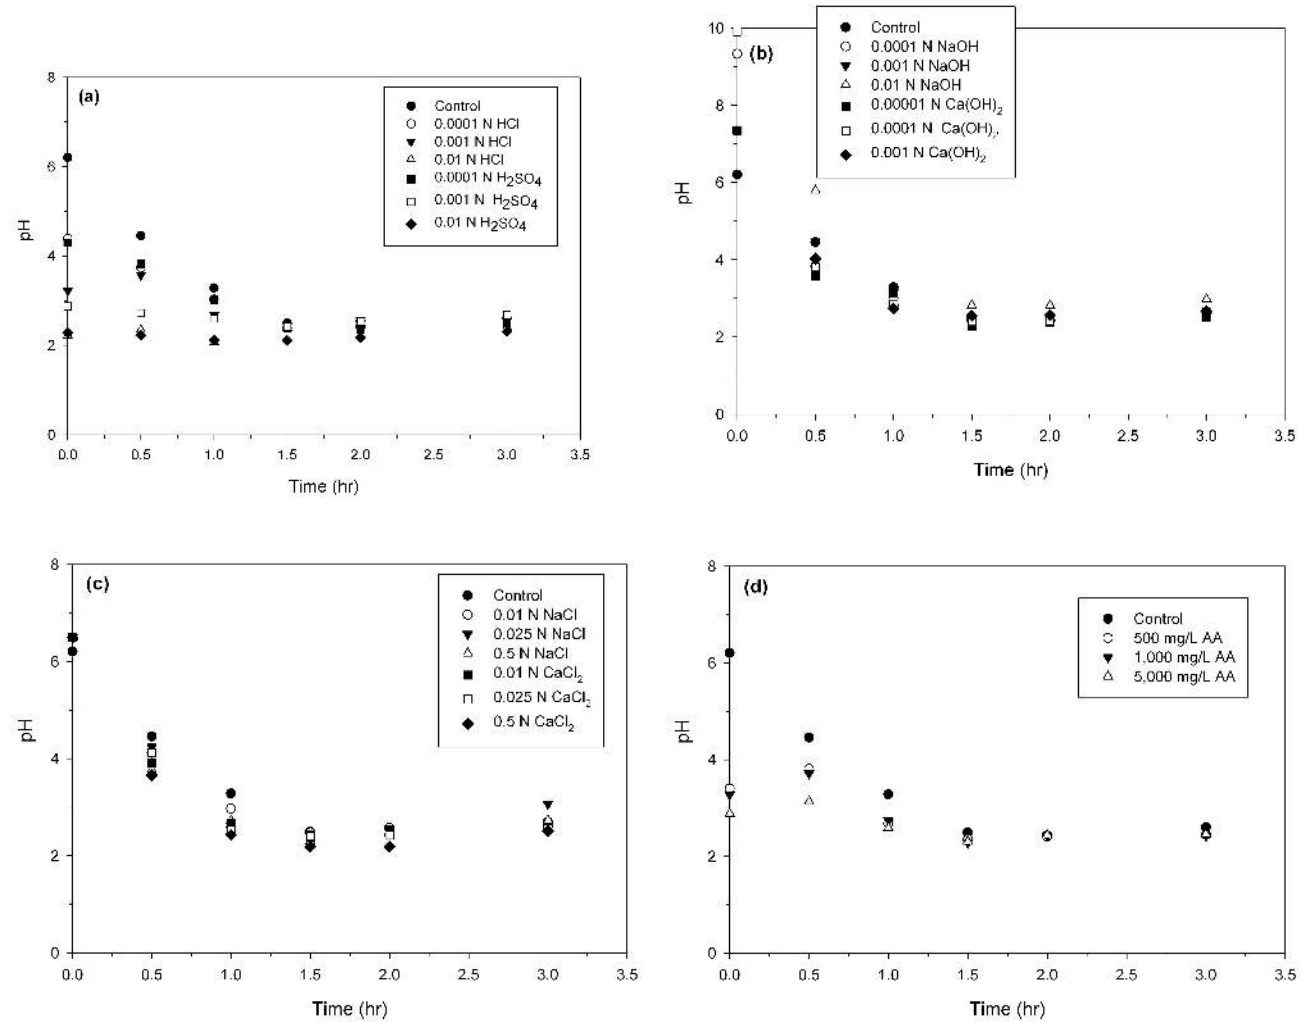 (a)
Control
0.0001 N HCl
0.001 N HCl
0.01 N HCl
0.0001 N H2SO4
0.001 N H2SO4
0.01 N H2SO4
8
6
4
2
0
pH
0.0 0.5 1.0 1.5 2.0 2.5 3.0 3.5
Time (hr)
(b)
Control
0.0001 N NaOH
0.001 N NaOH
0.01 N NaOH
0.00001 N Ca(OH)2
0.0001 N Ca(OH)2
0.001 N Ca(OH)2
10
8
6
4
2
0
pH
0.0 0.5 1.0 1.5 2.0 2.5 3.0 3.5
Time (hr)
(c)
Control
0.01 N NaCl
0.025 N NaCl
0.5 N NaCl
0.01 N CaCl2
0.025 N CaCl2
0.5 N CaCl2
8
6
4
2
0
pH
0.0 0.5 1.0 1.5 2.0 2.5 3.0 3.5
Time (hr)
(d)
Control
500 mg/L AA
1,000 mg/L AA
5,000 mg/L AA
8
6
4
2
0
pH
0.0 0.5 1.0 1.5 2.0 2.5 3.0 3.5
Time (hr)